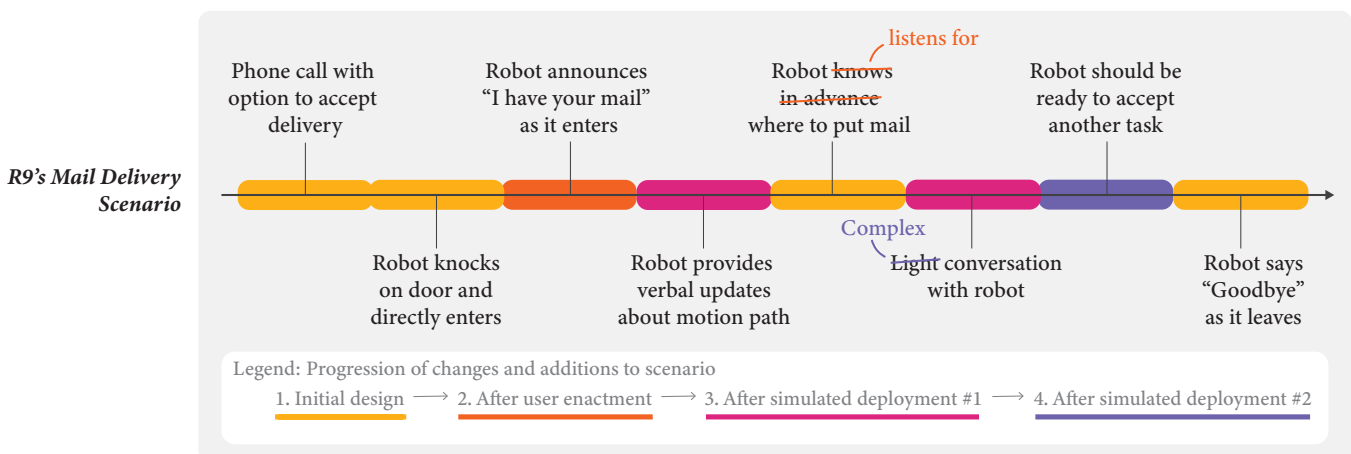 listens for
Phone call with
option to accept
delivery
Robot announces
“I have your mail”
as it enters
Robot knows
in advance
where to put mail
Robot should be
ready to accept
another task
R9’s Mail Delivery
Scenario
Robot knocks
on door and
directly enters
Robot provides
verbal updates
about motion path
Complex
Light conversation
with robot
Robot says
“Goodbye”
as it leaves
Legend: Progression of changes and additions to scenario
1. Initial design → 2. After user enactment → 3. After simulated deployment #1 → 4. After simulated deployment #2